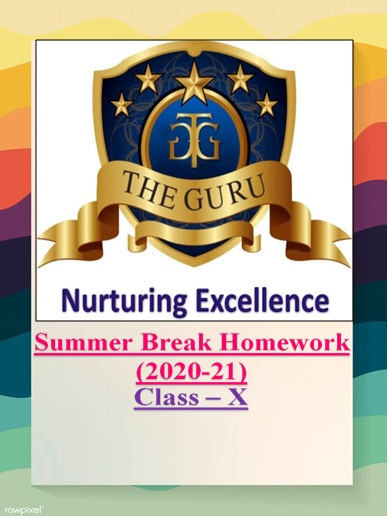 THE GURU
Nurturing Excellence
Summer Break Homework
(2020-21)
Class – X
rawpixel